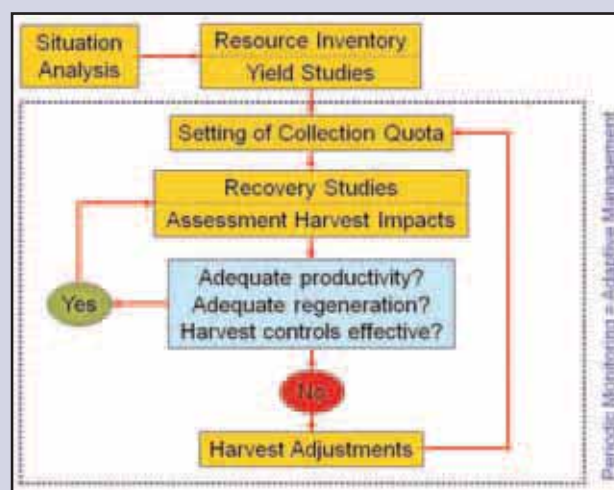 Situation
Analysis
Resource Inventory
Yield Studies
Setting of Collection Quota
Recovery Studies
Assessment Harvest Impacts
Adequate productivity?
Adequate regeneration?
Harvest controls effective?
Yes
No
Harvest Adjustments
Periodic Monitoring = Adaptive Management